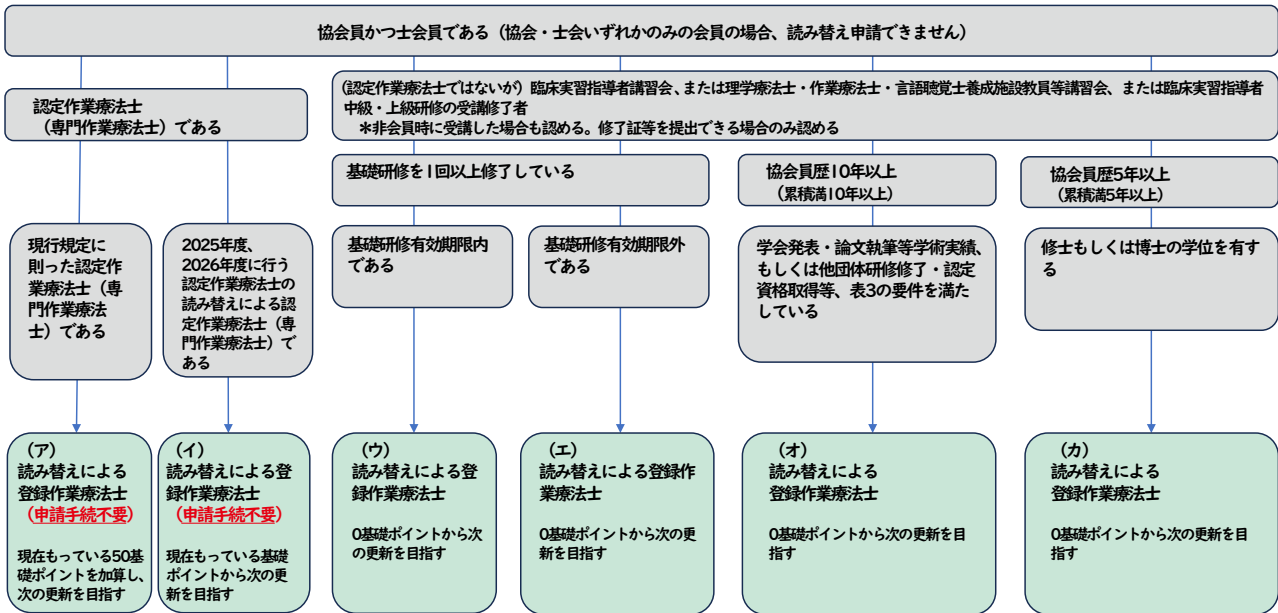 協会員かつ士会員である（協会・士会いずれかのみの会員の場合、読み替え申請できません）
認定作業療法士
（専門作業療法士）である
（認定作業療法士ではないが）臨床実習指導者講習会、または理学療法士・作業療法士・言語聴覚士養成施設教員等講習会、または臨床実習指導者
中級・上級研修の受講修了者
＊非会員時に受講した場合も認める。修了証等を提出できる場合のみ認める
基礎研修を1回以上修了している
協会員歴10年以上
（累積満10年以上）
協会員歴5年以上
（累積満5年以上）
現行規定に
則った認定作
業療法士（専
門作業療法
士）である
2025年度、
2026年度に行う
認定作業療法士の
読み替えによる認
定作業療法士（専
門作業療法士）で
ある
基礎研修有効期限内
である
基礎研修有効期限外
である
学会発表・論文執筆等学術実績、
もしくは他団体研修修了・認定
資格取得等、表3の要件を満た
している
修士もしくは博士の学位を有す
る
（ア）
読み替えによる
登録作業療法士
（申請手続不要）
現在もっている50基
礎ポイントを加算し、
次の更新を目指す
（イ）
読み替えによる登
録作業療法士
（申請手続不要）
現在もっている基礎
ポイントから次の更
新を目指す
（ウ）
読み替えによる登
録作業療法士
0基礎ポイントから次
の更新を目指す
（エ）
読み替えによる登録作
業療法士
0基礎ポイントから次の更
新を目指す
（オ）
読み替えによる
登録作業療法士
0基礎ポイントから次の更新を目指す
（カ）
読み替えによる
登録作業療法士
0基礎ポイントから次の更新を目
指す